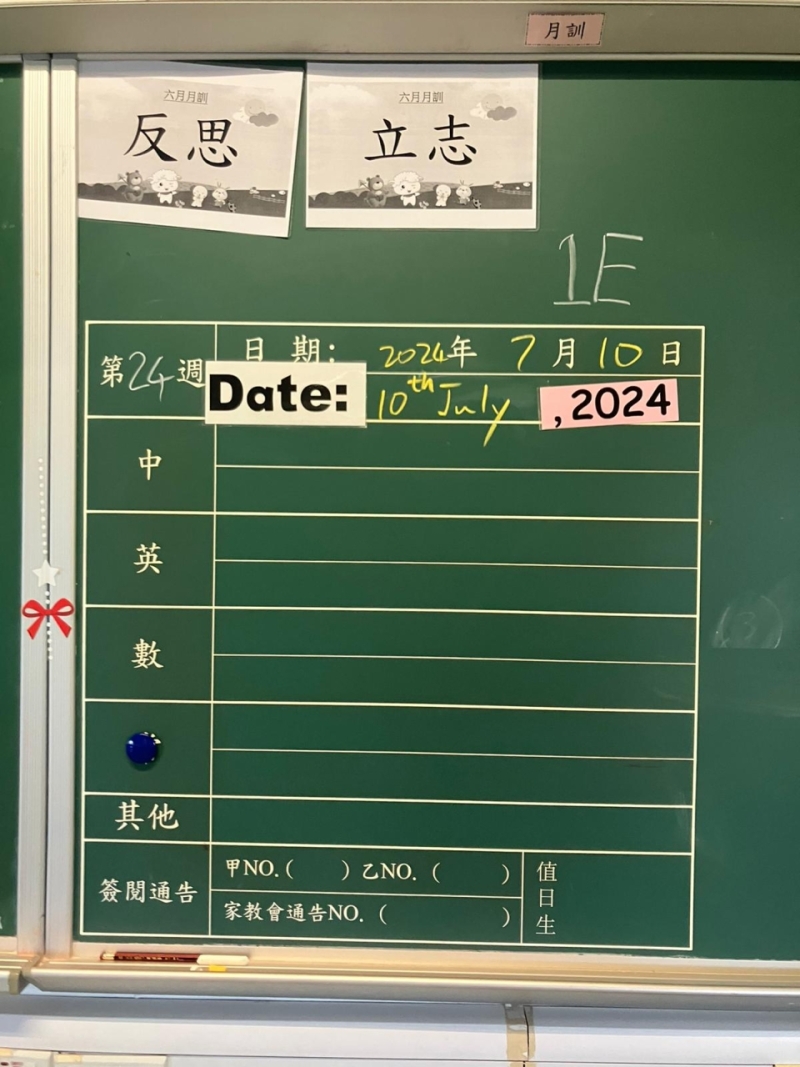 月訓
六月月訓
反思
六月月訓
立志
1E
第24週
日期: 2024年 7月10日
Date: 10th July , 2024
中
英
數
其他
簽閱通告
甲NO.( ) 乙NO. ( )
家教會通告NO. ( )
值日生